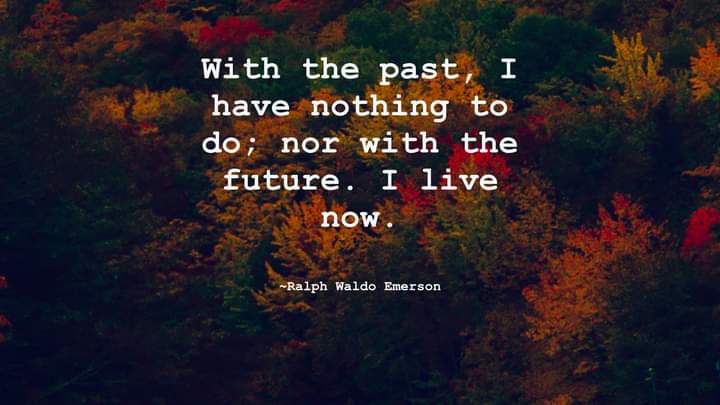 With the past, I
have nothing to
do; nor with the
future. I live
now.
~Ralph Waldo Emerson